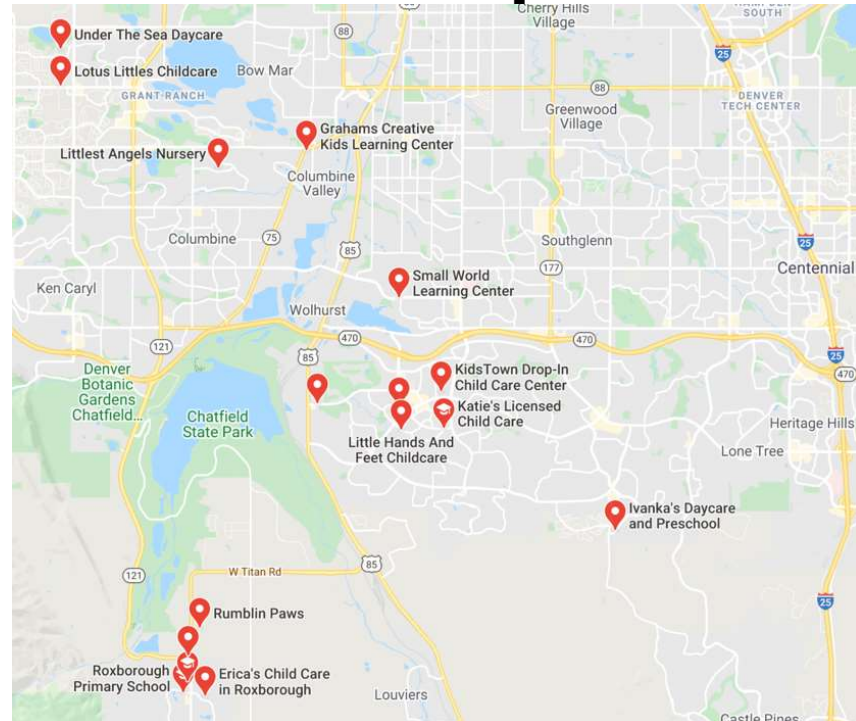 Cherry Hills
Village
HAMPDEN
SOUTH
88
Under The Sea Daycare
25
Lotus Littles Childcare
Bow Mar
88
GRANT RANCH
DENVER
TECH CENTER
Greenwood
Village
Grahams Creative
Kids Learning Center
Littlest Angels Nursery
Columbine
Valley
Columbine
75
85
Southglenn
25
177
Centennial
Small World
Learning Center
Ken Caryl
Wolhurst
121
470
470
85
25
470
Denver
Botanic
Gardens
Chatfield...
KidsTown Drop-In
Child Care Center
Chatfield
State Park
Katie's Licensed
Child Care
Heritage Hills
Little Hands And
Feet Childcare
Lone Tree
Ivanka's Daycare
and Preschool
85
W Titan Rd
121
25
Rumblin Paws
Roxborough
Primary School
Erica's Child Care
in Roxborough
Louviers
Castle Pines